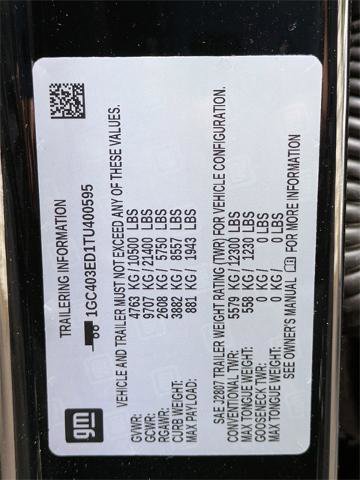 gm
TRAILERING INFORMATION
1GC403ED1TU400595
VEHICLE AND TRAILER MUST NOT EXCEED ANY OF THESE VALUES.
GVWR: 4763 KG / 10500 LBS
GCWR: 9707 KG / 21400 LBS
RGAWR: 2608 KG / 5750 LBS
CURB WEIGHT: 3882 KG / 8557 LBS
MAX PAYLOAD: 881 KG / 1943 LBS
SAE J2807 TRAILER WEIGHT RATING (TWR) FOR VEHICLE CONFIGURATION.
CONVENTIONAL TWR: 5579 KG / 12300 LBS
MAX TONGUE WEIGHT: 558 KG / 1230 LBS
GOOSENECK TWR: 0 KG / 0 LBS
MAX TONGUE WEIGHT: 0 KG / 0 LBS
SEE OWNER'S MANUAL FOR MORE INFORMATION